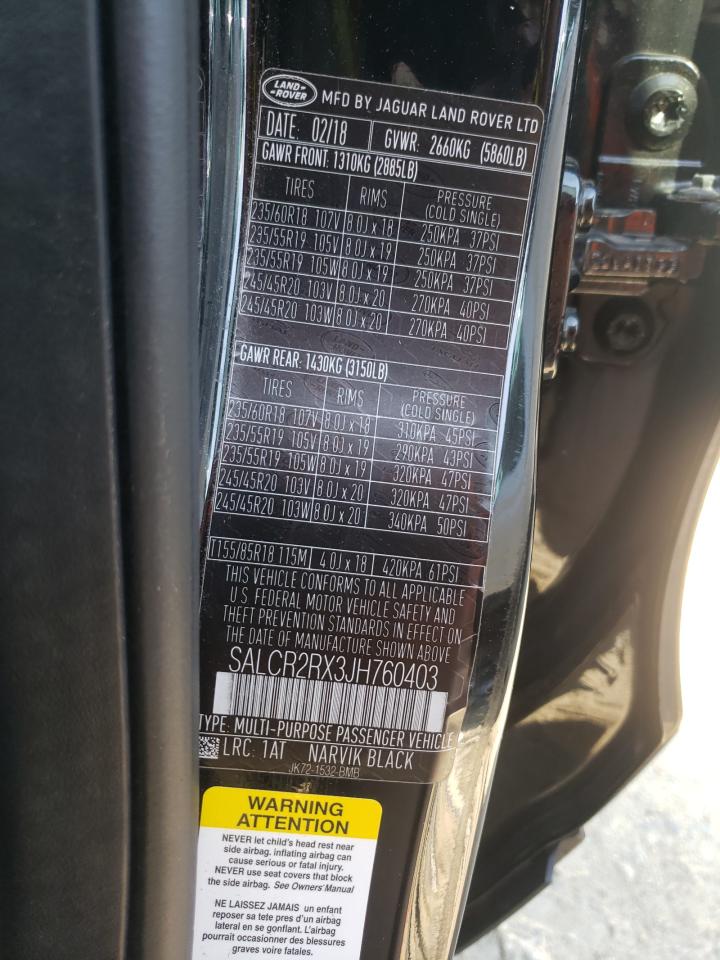 LAND ROVER
MFD BY JAGUAR LAND ROVER LTD
DATE: 02/18 GVWR: 2660KG (5860LB)
GAWR FRONT: 1310KG (2885LB)
TIRES RIMS PRESSURE (COLD SINGLE)
235/60R18 107V 8.0J x 18 250KPA 37PSI
235/55R19 105V 8.0J x 19 250KPA 37PSI
235/55R19 105W 8.0J x 19 250KPA 37PSI
245/45R20 103V 8.0J x 20 270KPA 40PSI
245/45R20 103W 8.0J x 20 270KPA 40PSI
GAWR REAR: 1430KG (3150LB)
TIRES RIMS PRESSURE (COLD SINGLE)
235/60R18 107V 8.0J x 18 310KPA 45PSI
235/55R19 105V 8.0J x 19 290KPA 43PSI
235/55R19 105W 8.0J x 19 320KPA 47PSI
245/45R20 103V 8.0J x 20 320KPA 47PSI
245/45R20 103W 8.0J x 20 340KPA 50PSI
T155/85R18 115M 4.0J x 18 420KPA 61PSI
THIS VEHICLE CONFORMS TO ALL APPLICABLE
U.S. FEDERAL MOTOR VEHICLE SAFETY AND
THEFT PREVENTION STANDARDS IN EFFECT ON
THE DATE OF MANUFACTURE SHOWN ABOVE
SALCR2RX3JH760403
TYPE: MULTI-PURPOSE PASSENGER VEHICLE
LRC: 1AT NARVIK BLACK
JK72-1532-BMB
WARNING
ATTENTION
NEVER let child's head rest near
side airbag. inflating airbag can
cause serious or fatal injury.
NEVER use seat covers that block
the side airbag. See Owners' Manual
NE LAISSEZ JAMAIS un enfant
reposer sa tete pres d'un airbag
lateral en se gonflant. L'airbag
pourrait occasionner des blessures
graves voire fatales.